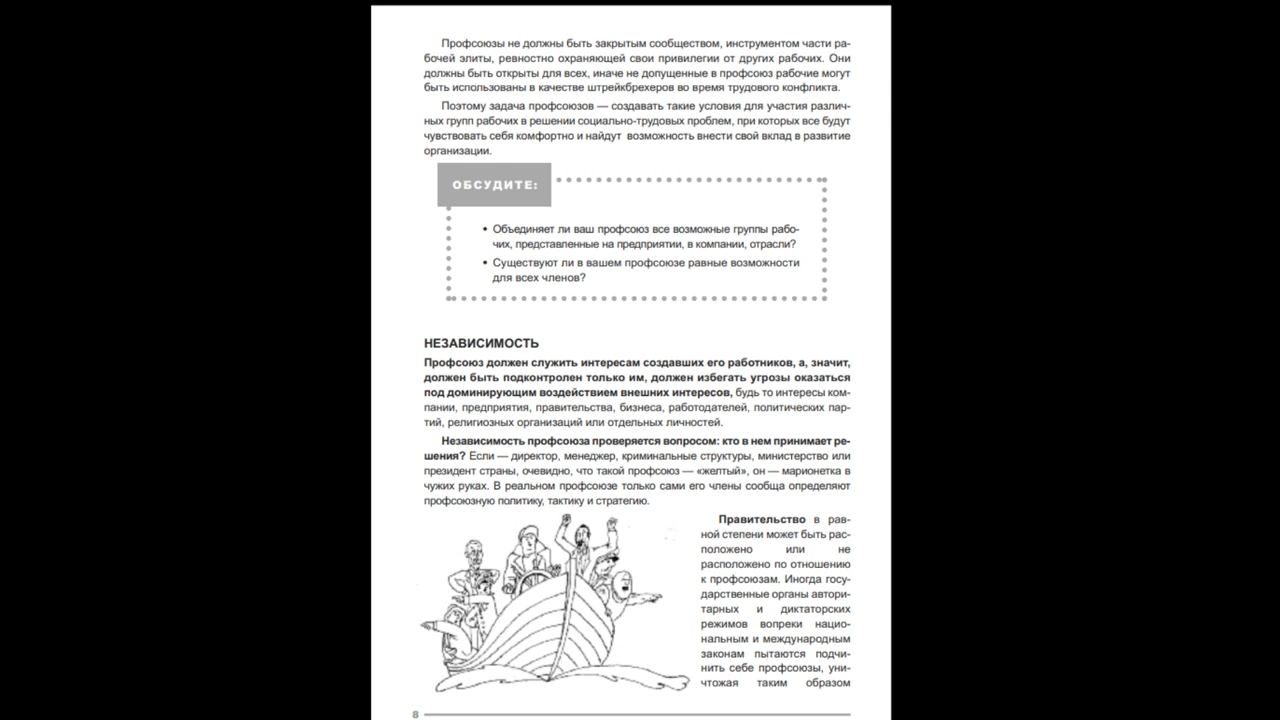 Профсоюзы не должны быть закрытым сообществом, инструментом части ра-
бочей элиты, ревностно охраняющей свои привилегии от других рабочих. Они
должны быть открыты для всех, иначе не допущенные в профсоюз рабочие могут
быть использованы в качестве штрейкбрехеров во время трудового конфликта.
Поэтому задача профсоюзов — создавать такие условия для участия различ-
ных групп рабочих в решении социально-трудовых проблем, при которых все будут
чувствовать себя комфортно и найдут возможность внести свой вклад в развитие
организации.
ОБСУДИТЕ:
• Объединяет ли ваш профсоюз все возможные группы рабо-
чих, представленные на предприятии, в компании, отрасли?
• Существуют ли в вашем профсоюзе равные возможности
для всех членов?
НЕЗАВИСИМОСТЬ
Профсоюз должен служить интересам создавших его работников, а, значит,
должен быть подконтролен только им, должен избегать угрозы оказаться
под доминирующим воздействием внешних интересов, будь то интересы ком-
пании, предприятия, правительства, бизнеса, работодателей, политических пар-
тий, религиозных организаций или отдельных личностей.
Независимость профсоюза проверяется вопросом: кто в нем принимает ре-
шения? Если — директор, менеджер, криминальные структуры, министерство или
президент страны, очевидно, что такой профсоюз — «желтый», он — марионетка в
чужих руках. В реальном профсоюзе только сами его члены сообща определяют
профсоюзную политику, тактику и стратегию.
Правительство в рав-
ной степени может быть рас-
положено или не
расположено по отношению
к профсоюзам. Иногда госу-
дарственные органы автори-
тарных и диктаторских
режимов вопреки нацио-
нальным и международным
законам пытаются подчи-
нить себе профсоюзы, уни-
чтожая таким образом
8